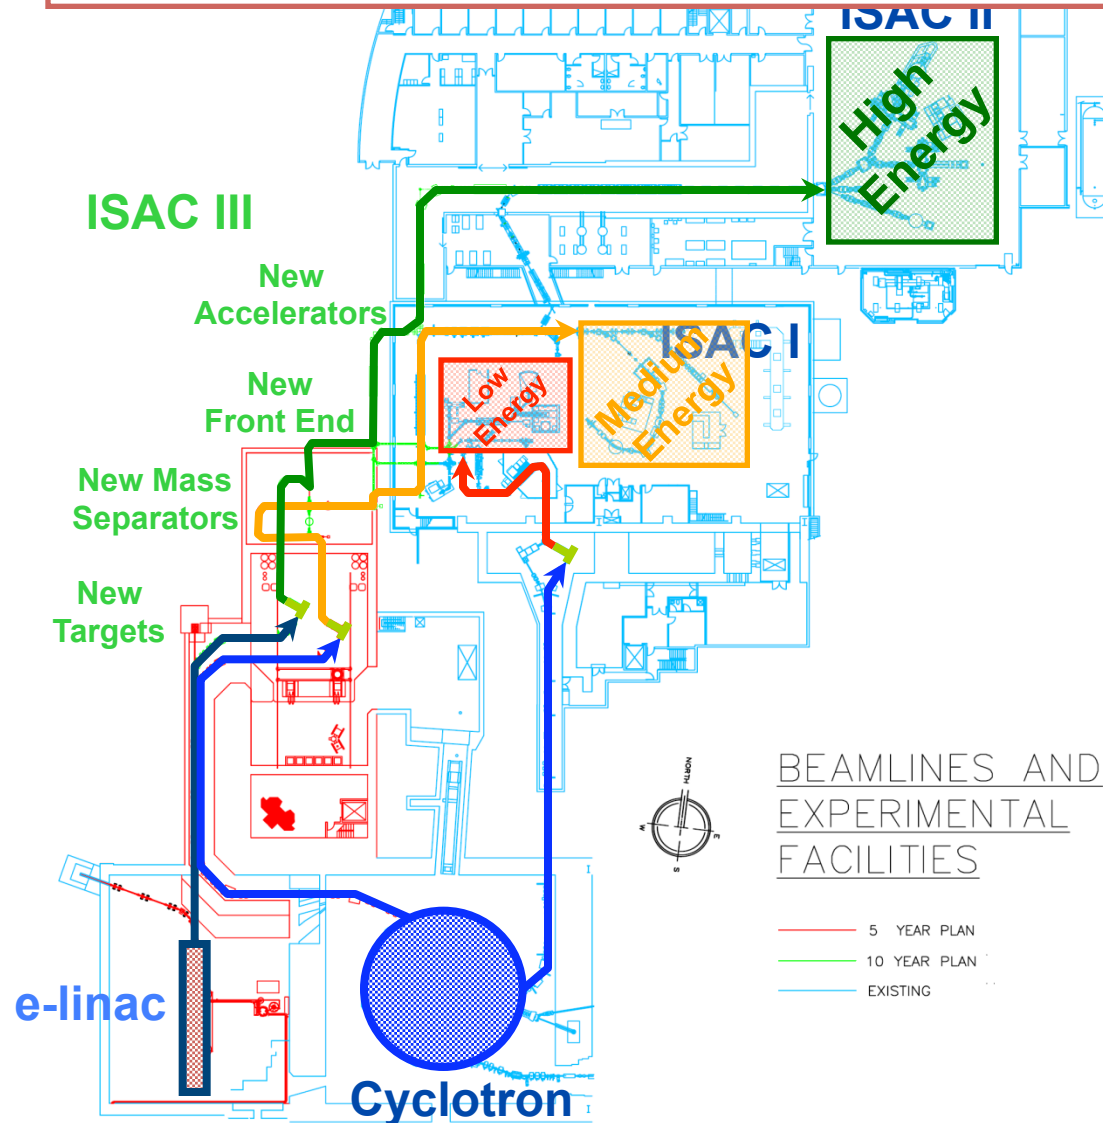 ISAC II
High
Energy
ISAC III
New
Accelerators
ISAC I
Low
Energy
Medium
Energy
New
Front End
New Mass
Separators
New
Targets
NORTH
W
E
S
BEAMLINES AND
EXPERIMENTAL
FACILITIES
5 YEAR PLAN
10 YEAR PLAN
EXISTING
e-linac
Cyclotron